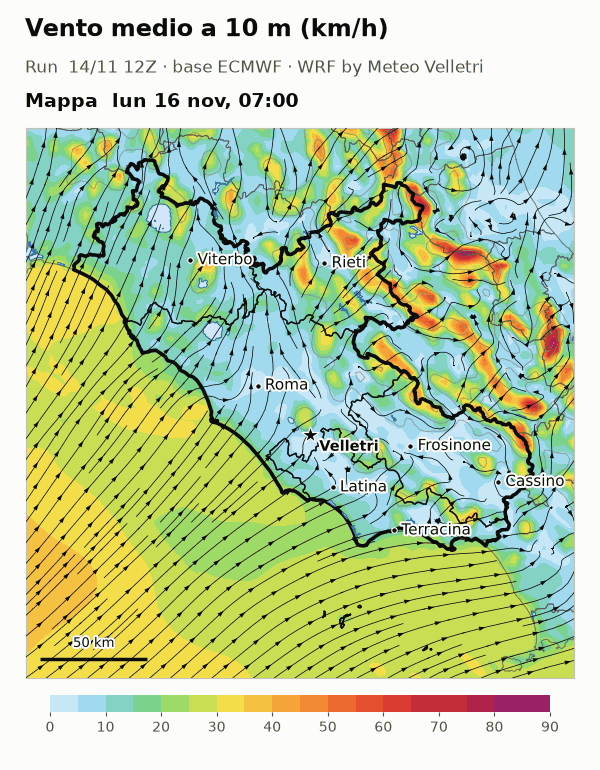 Vento medio a 10 m (km/h)
Run  14/11 12Z · base ECMWF · WRF by Meteo Velletri
Mappa  lun 16 nov, 07:00
Viterbo
Rieti
Roma
Velletri
Frosinone
Cassino
Latina
Terracina
50 km
0 10 20 30 40 50 60 70 80 90